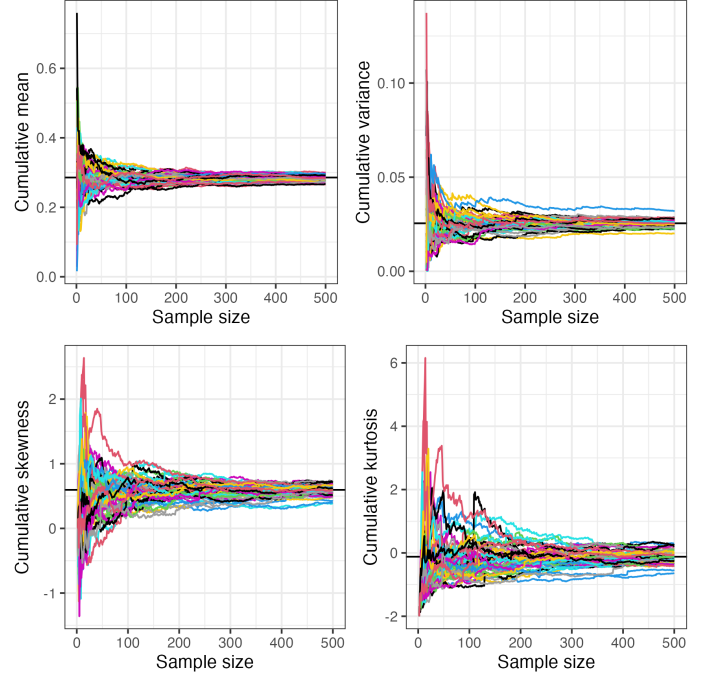 Cumulative mean
0.6
0.4
0.2
0.0
0 100 200 300 400 500
Sample size
Cumulative variance
0.10
0.05
0.00
0 100 200 300 400 500
Sample size
Cumulative skewness
2
1
0
-1
0 100 200 300 400 500
Sample size
Cumulative kurtosis
6
4
2
0
-2
0 100 200 300 400 500
Sample size